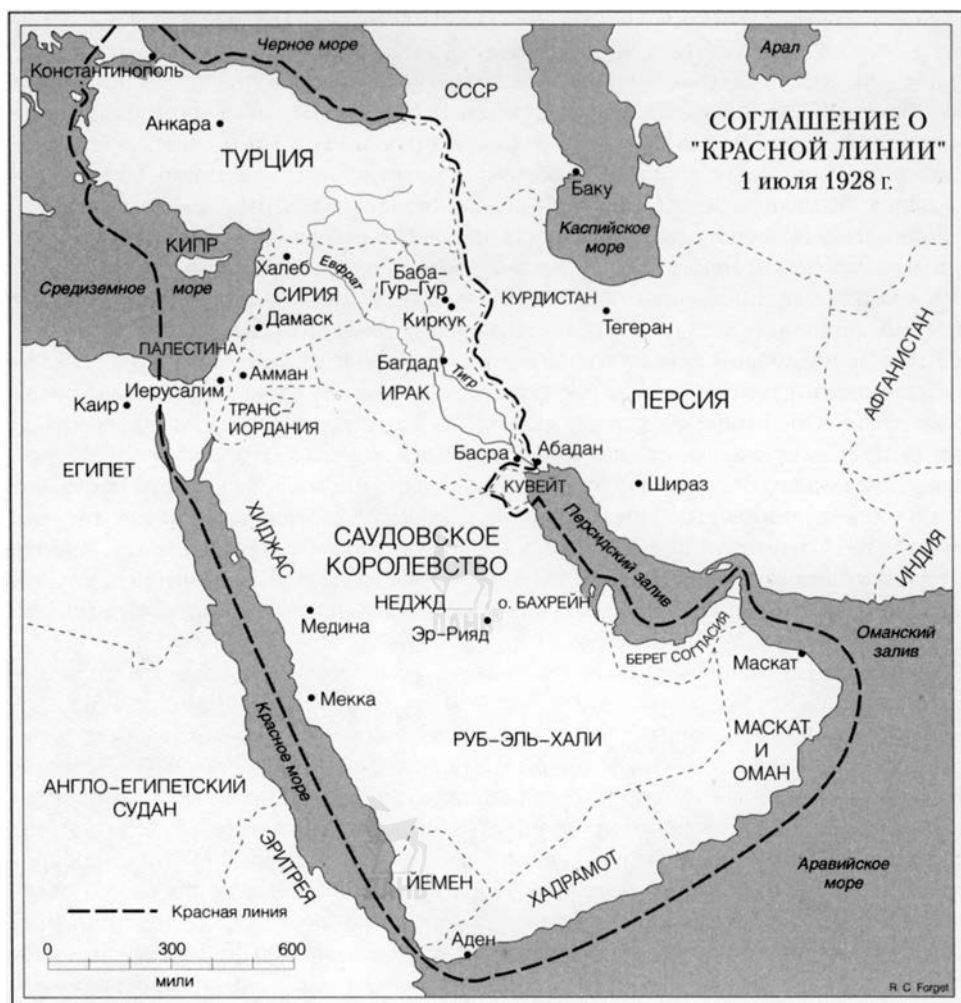 Черное море
Арал
Константинополь
СССР
СОГЛАШЕНИЕ О
"КРАСНОЙ ЛИНИИ"
1 июля 1928 г.
Анкара
ТУРЦИЯ
Баку
Каспийское
море
КИПР
Халеб
Евфрат
Баба-
Гур-Гур
КУРДИСТАН
Средиземное
море
СИРИЯ
Киркук
Тегеран
Дамаск
ПАЛЕСТИНА
Багдад
Тигр
АФГАНИСТАН
Иерусалим
Амман
ИРАК
ПЕРСИЯ
Каир
ТРАНС-
ИОРДАНИЯ
Басра
Абадан
ЕГИПЕТ
КУВЕЙТ
Шираз
ХИДЖАС
САУДОВСКОЕ
КОРОЛЕВСТВО
Персидский залив
ИНДИЯ
НЕДЖД
о. БАХРЕЙН
Медина
Эр-Рияд
БЕРЕГ СОГЛАСИЯ
Оманский
залив
Маскат
Мекка
Красное море
РУБ-ЭЛЬ-ХАЛИ
МАСКАТ
И
ОМАН
АНГЛО-ЕГИПЕТСКИЙ
СУДАН
ЭРИТРЕЯ
ЙЕМЕН
ХАДРАМОТ
Аравийское
море
Красная линия
Аден
0 300 600
мили
R C Forget